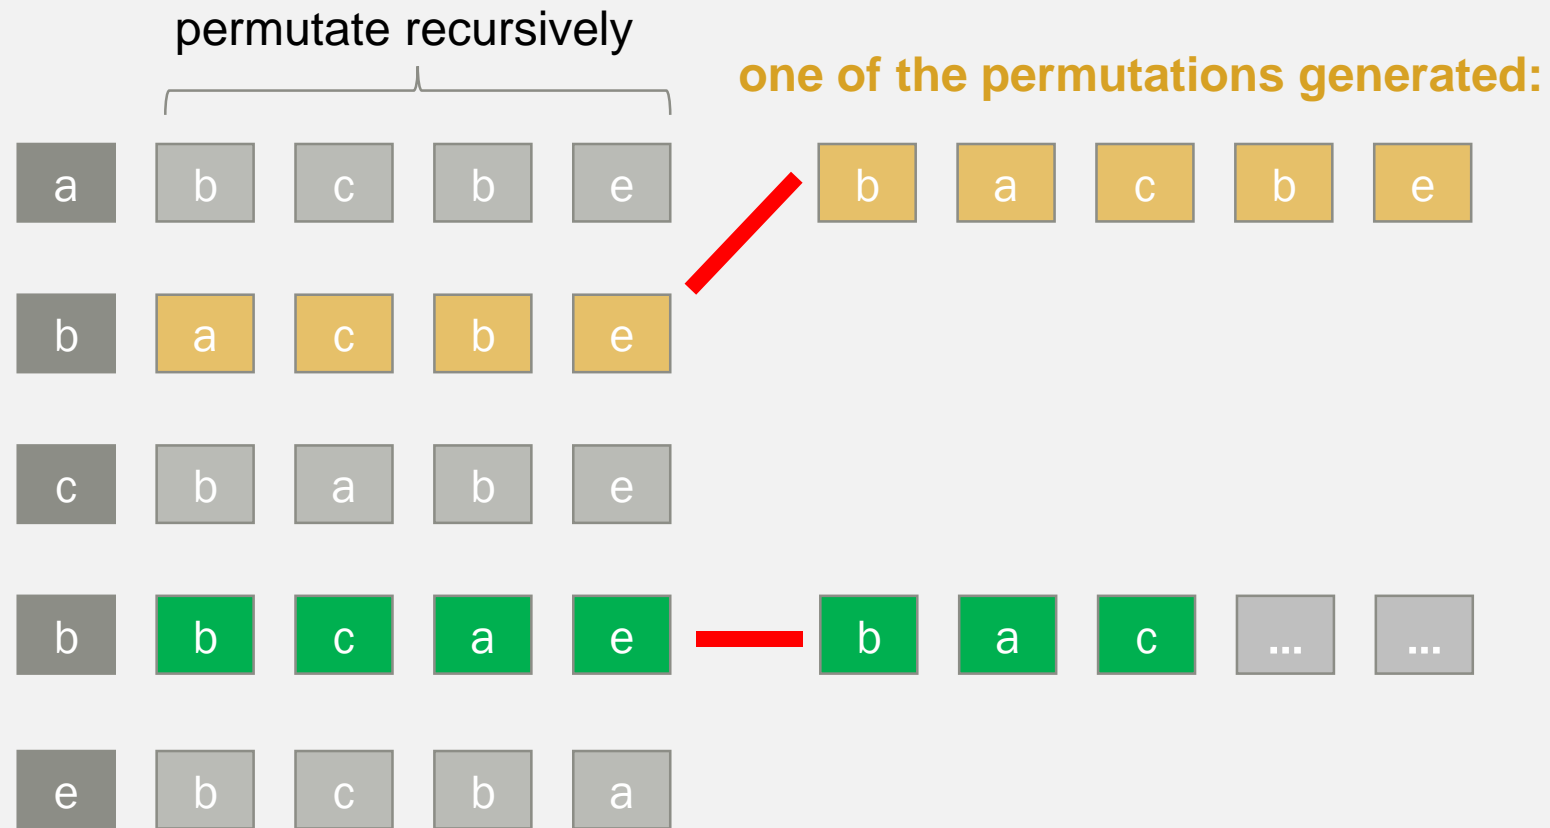 permutate recursively
one of the permutations generated:
a b c b e b a c b e
b a c b e
c b a b e
b b c a e b a c ... ...
e b c b a